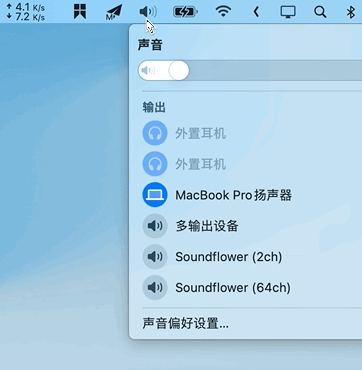 ↑ 4.1 K/s
↓ 7.2 K/s
声音
输出
外置耳机
外置耳机
MacBook Pro扬声器
多输出设备
Soundflower (2ch)
Soundflower (64ch)
声音偏好设置...